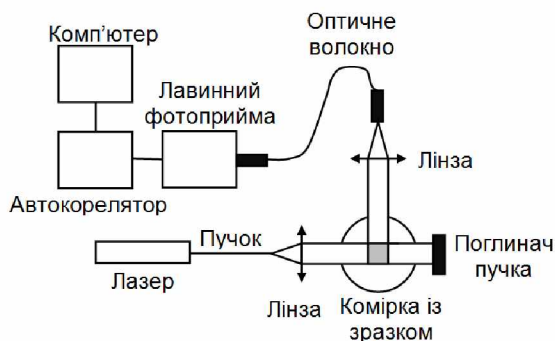 Комп’ютер
Оптичне
волокно
Лавинний
фотоприйма
Лінза
Автокорелятор
Пучок
Поглинач
пучка
Лазер
Лінза
Комірка із
зразком